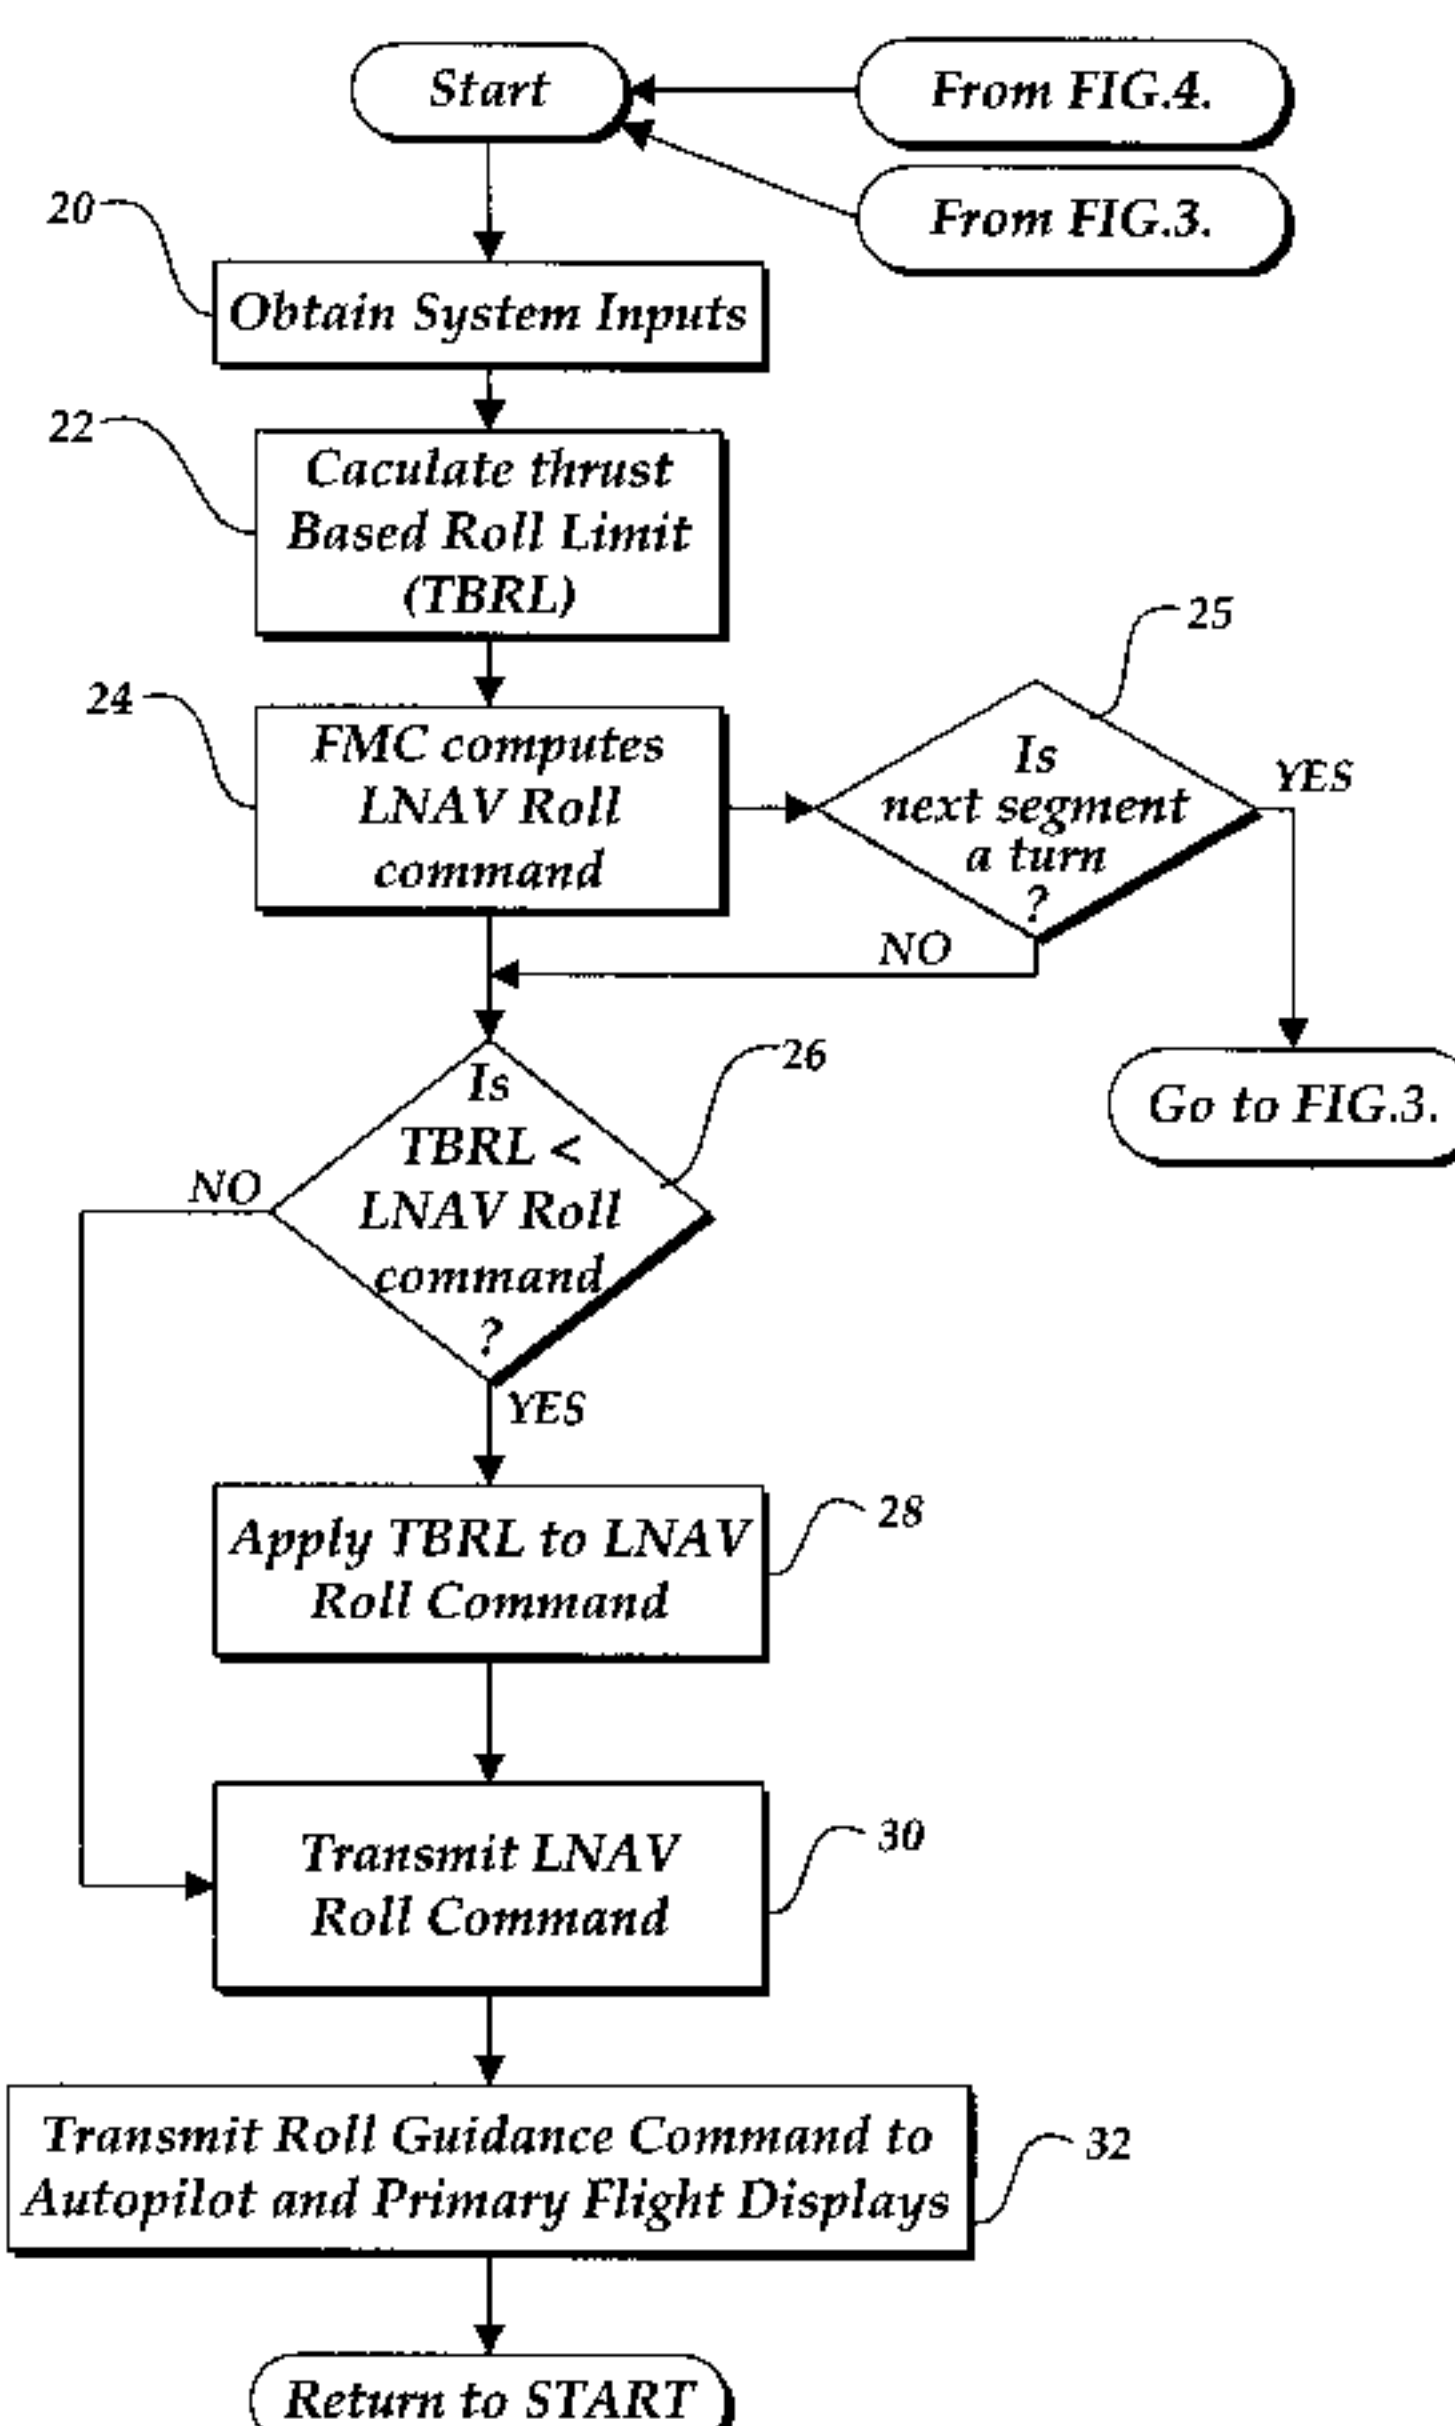 Start
From FIG.4.
From FIG.3.
20
Obtain System Inputs
22
Caculate thrust
Based Roll Limit
(TBRL)
25
24
FMC computes
LNAV Roll
command
Is
next segment
a turn
?
YES
NO
Go to FIG.3.
26
Is
TBRL <
LNAV Roll
command
?
NO
YES
28
Apply TBRL to LNAV
Roll Command
30
Transmit LNAV
Roll Command
Transmit Roll Guidance Command to
Autopilot and Primary Flight Displays
32
Return to START